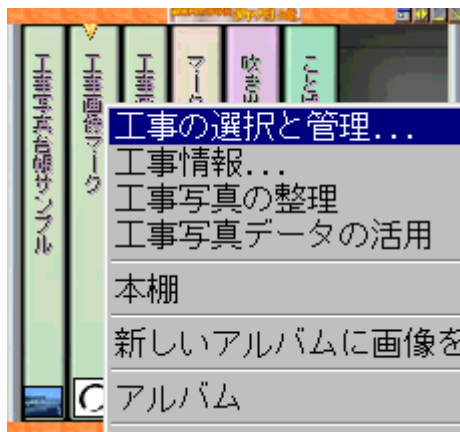 工事写真台帳サンプル
工事画像マーク
工事
マーク
吹き
こと
工事の選択と管理...
工事情報...
工事写真の整理
工事写真データの活用
本棚
新しいアルバムに画像を
アルバム